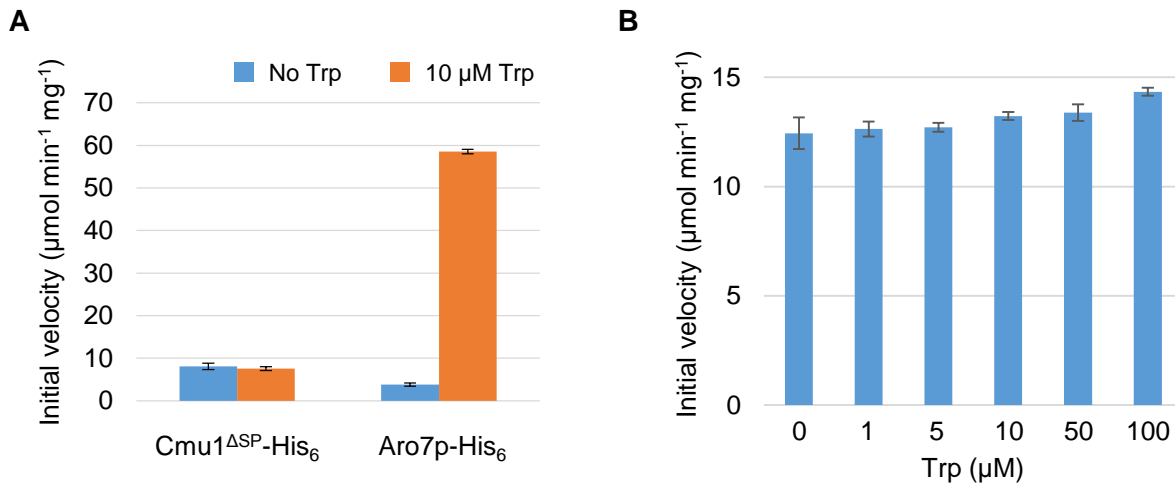 A
No Trp
10 µM Trp
Initial velocity (µmol min⁻¹ mg⁻¹)
70
60
50
40
30
20
10
0
Cmu1ᐞSP-His₆
Aro7p-His₆
B
Initial velocity (µmol min⁻¹ mg⁻¹)
15
10
5
0
0 1 5 10 50 100
Trp (µM)